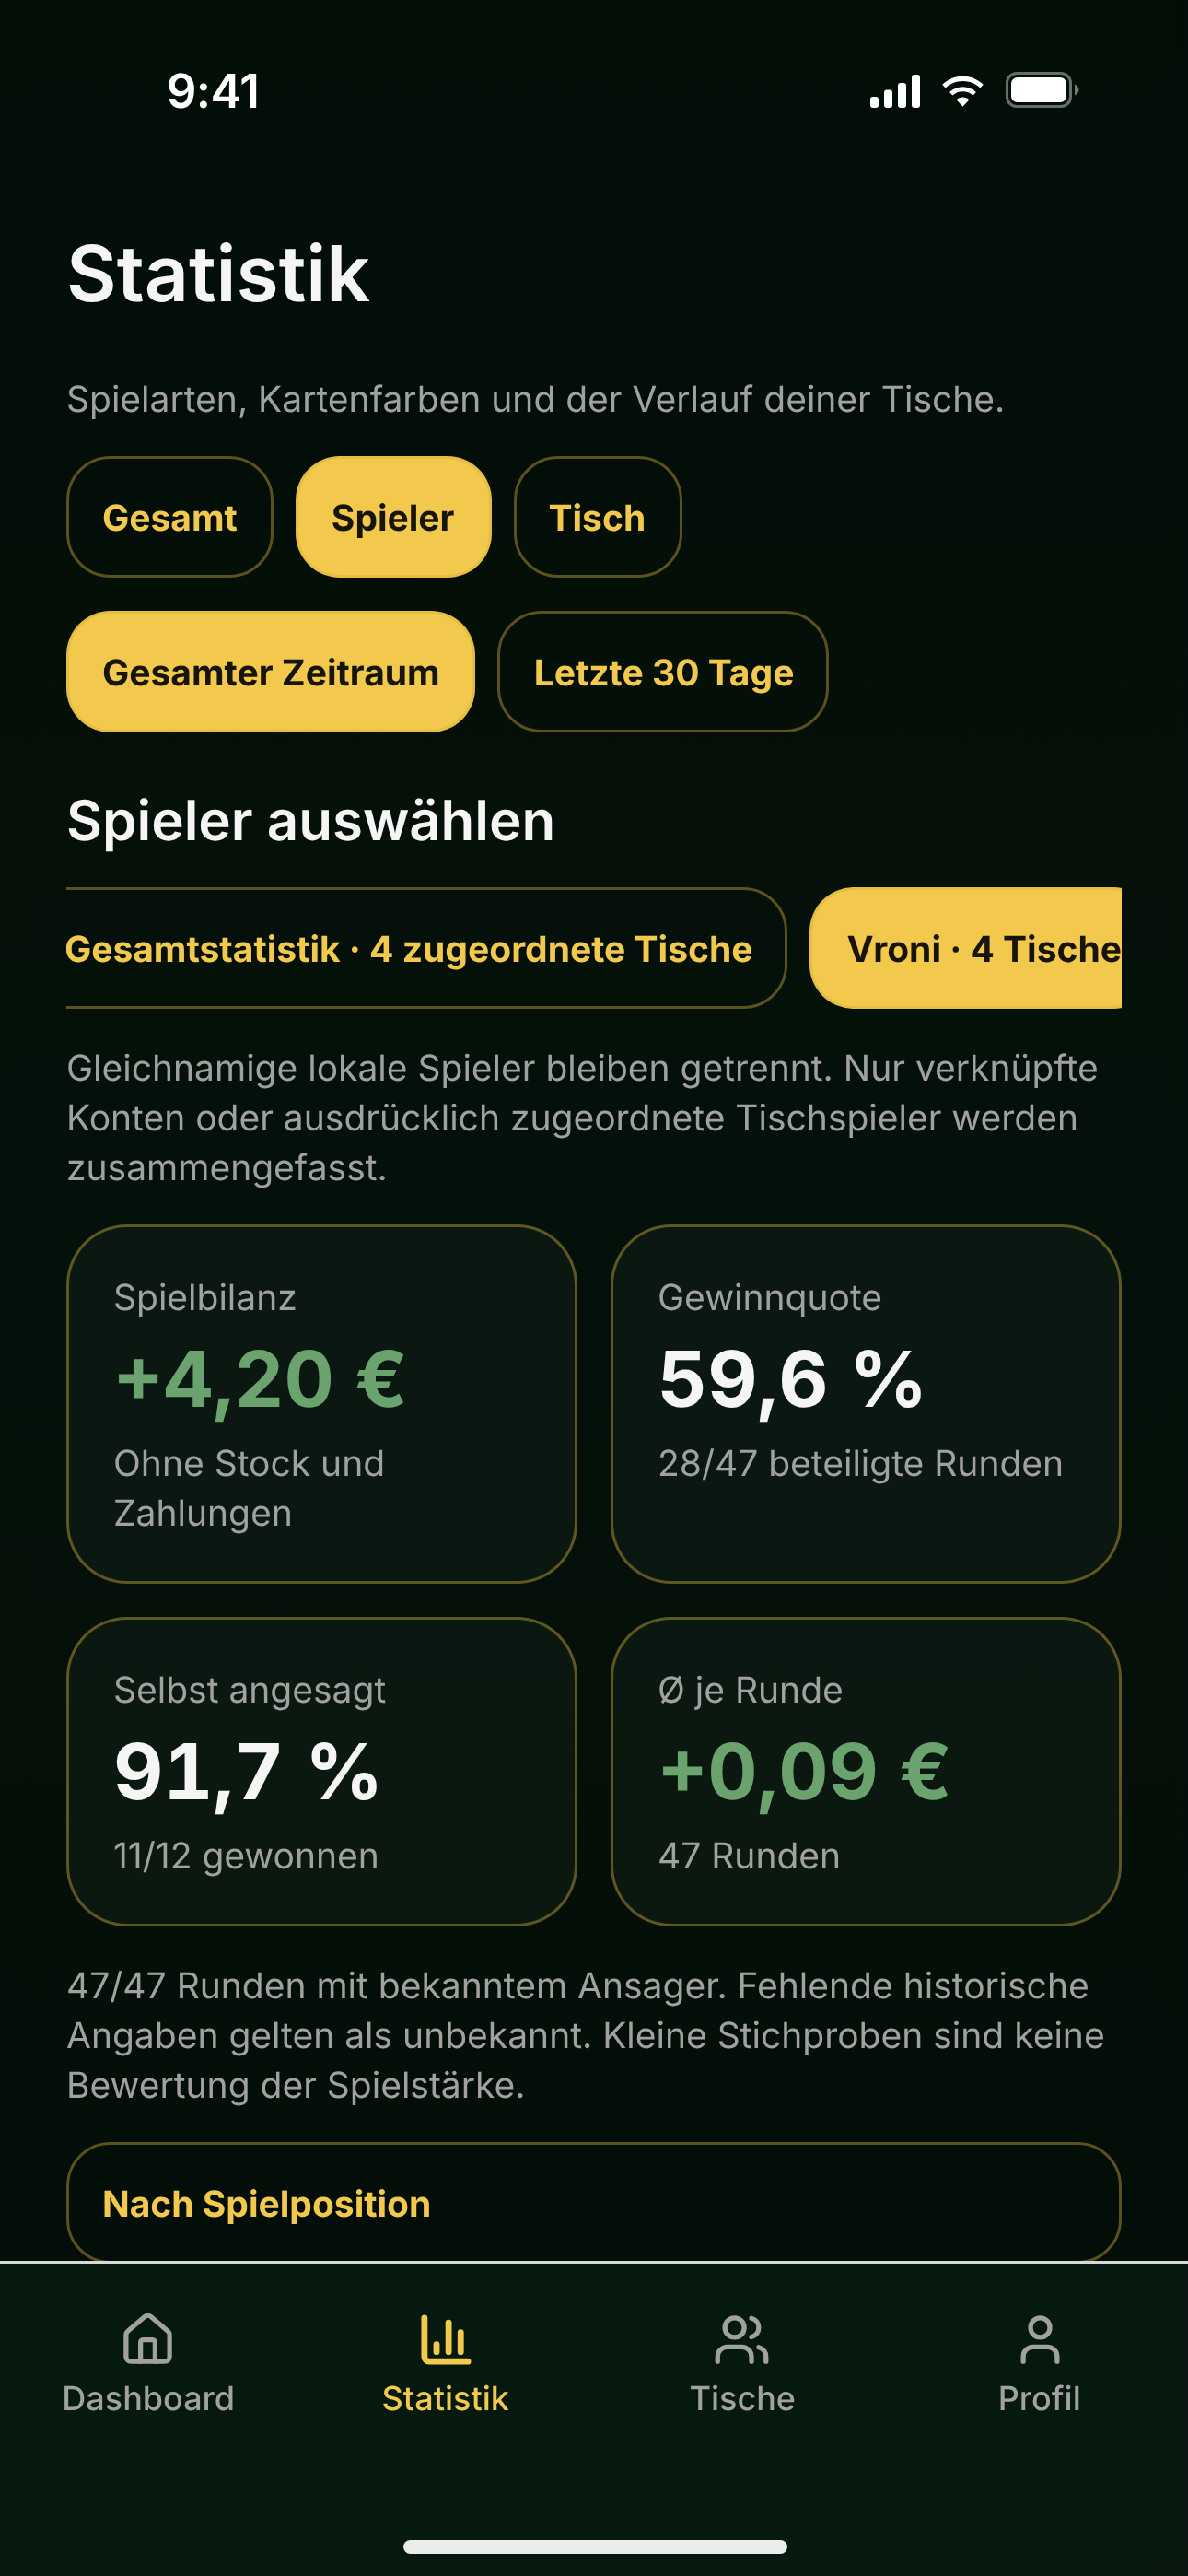 9:41
Statistik
Spielarten, Kartenfarben und der Verlauf deiner Tische.
Gesamt Spieler Tisch
Gesamter Zeitraum Letzte 30 Tage
Spieler auswählen
Gesamtstatistik · 4 zugeordnete Tische Vroni · 4 Tische
Gleichnamige lokale Spieler bleiben getrennt. Nur verknüpfte
Konten oder ausdrücklich zugeordnete Tischspieler werden
zusammengefasst.
Spielbilanz
+4,20 €
Ohne Stock und
Zahlungen
Gewinnquote
59,6 %
28/47 beteiligte Runden
Selbst angesagt
91,7 %
11/12 gewonnen
Ø je Runde
+0,09 €
47 Runden
47/47 Runden mit bekanntem Ansager. Fehlende historische
Angaben gelten als unbekannt. Kleine Stichproben sind keine
Bewertung der Spielstärke.
Nach Spielposition
Dashboard Statistik Tische Profil